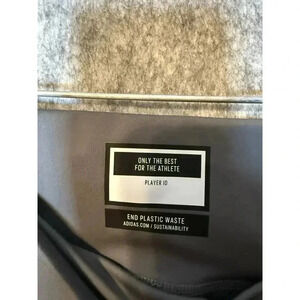 ONLY THE BEST
FOR THE ATHLETE
PLAYER ID
END PLASTIC WASTE
ADIDAS.COM / SUSTAINABILITY